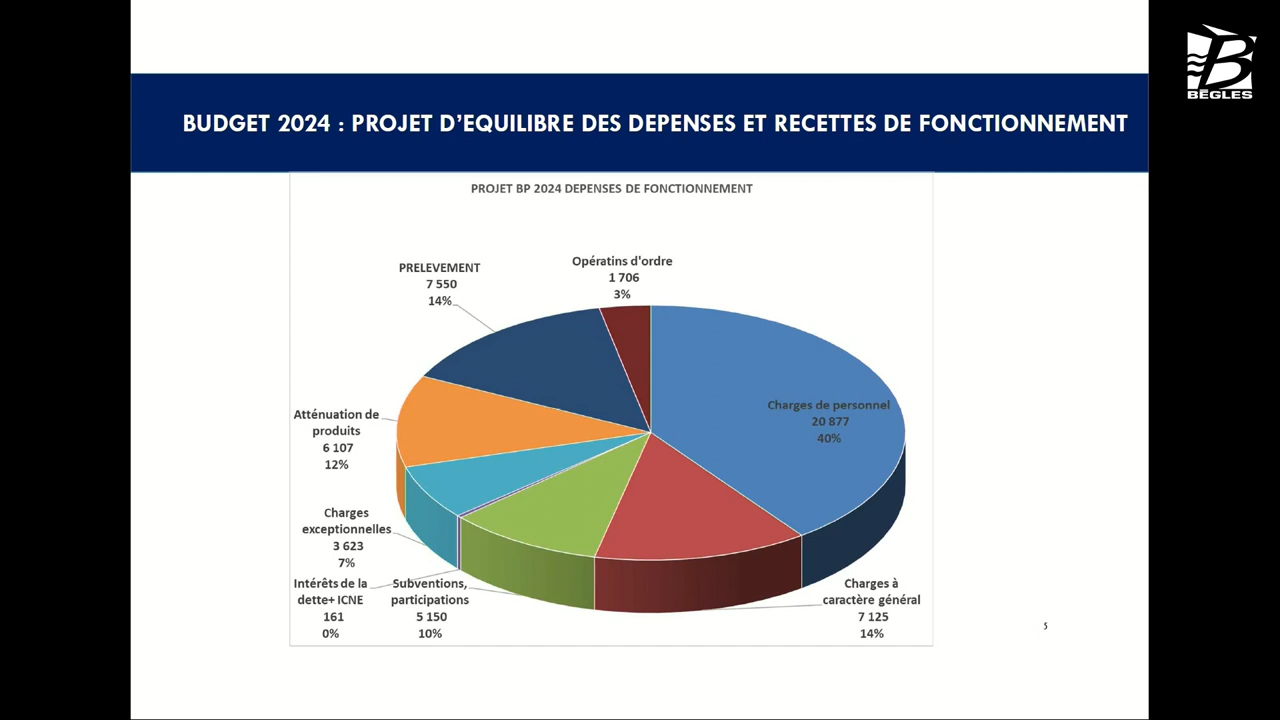 BÈGLES
BUDGET 2024 : PROJET D'EQUILIBRE DES DEPENSES ET RECETTES DE FONCTIONNEMENT
PROJET BP 2024 DEPENSES DE FONCTIONNEMENT
Opératins d'ordre
1 706
3%
PRELEVEMENT
7 550
14%
Charges de personnel
20 877
40%
Atténuation de
produits
6 107
12%
Charges
exceptionnelles
3 623
7%
Intérêts de la
dette+ ICNE
161
0%
Subventions,
participations
5 150
10%
Charges à
caractère général
7 125
14%
5